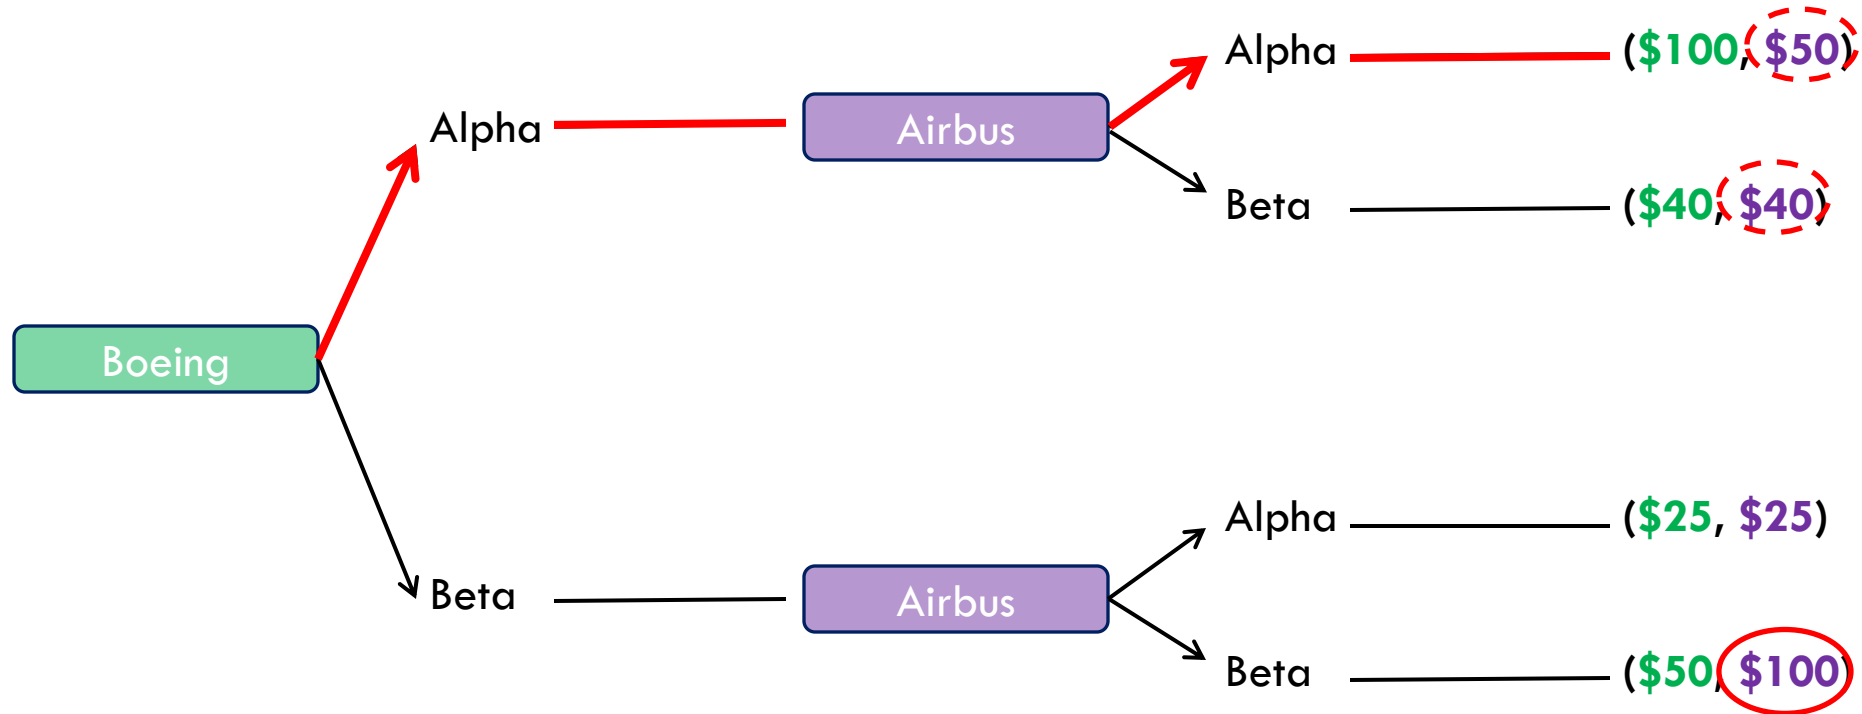 Alpha ($100, $50)
Alpha Airbus
Beta ($40, $40)
Boeing
Alpha ($25, $25)
Beta Airbus
Beta ($50, $100)